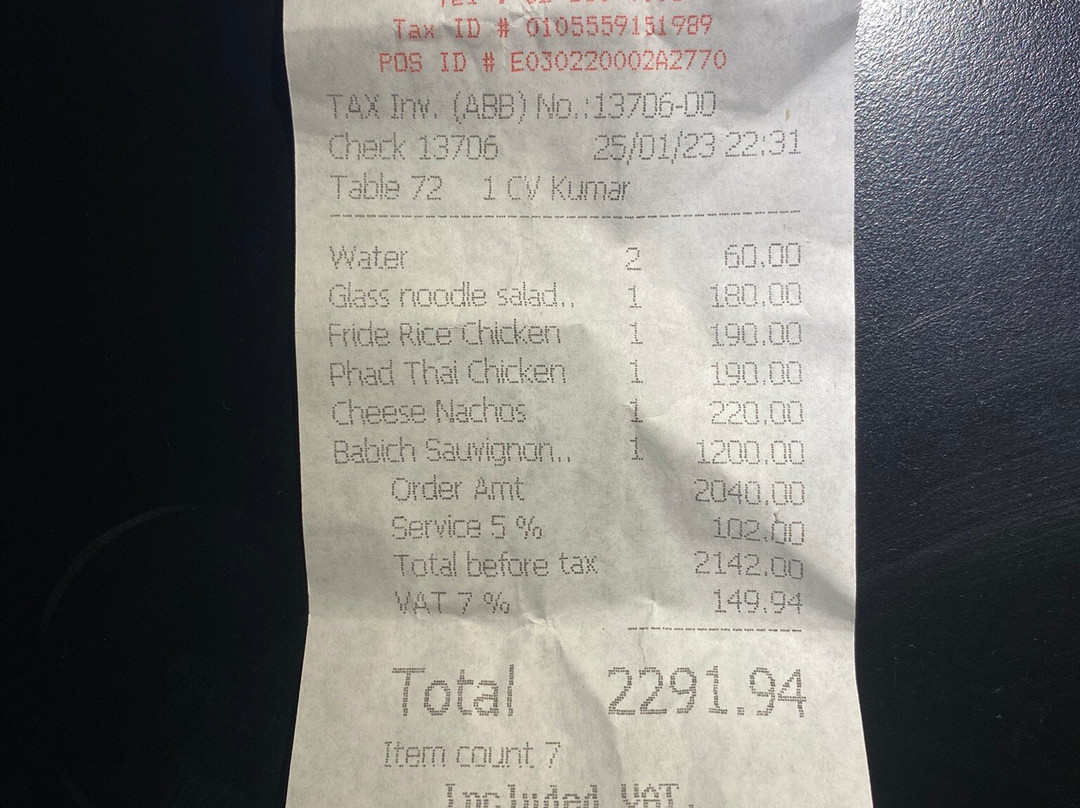 Tax ID # 0105559151989
POS ID # E030220002A2770
TAX Inv. (ABB) No.:13706-00
Check 13706 25/01/23 22:31
Table 72 1 CV Kumar
Water 2 60.00
Glass noodle salad.. 1 180.00
Fride Rice Chicken 1 190.00
Phad Thai Chicken 1 190.00
Cheese Nachos 1 220.00
Babich Sauvignon.. 1 1200.00
Order Amt 2040.00
Service 5 % 102.00
Total before tax 2142.00
VAT 7 % 149.94
Total 2291.94
Item count 7
Included VAT.